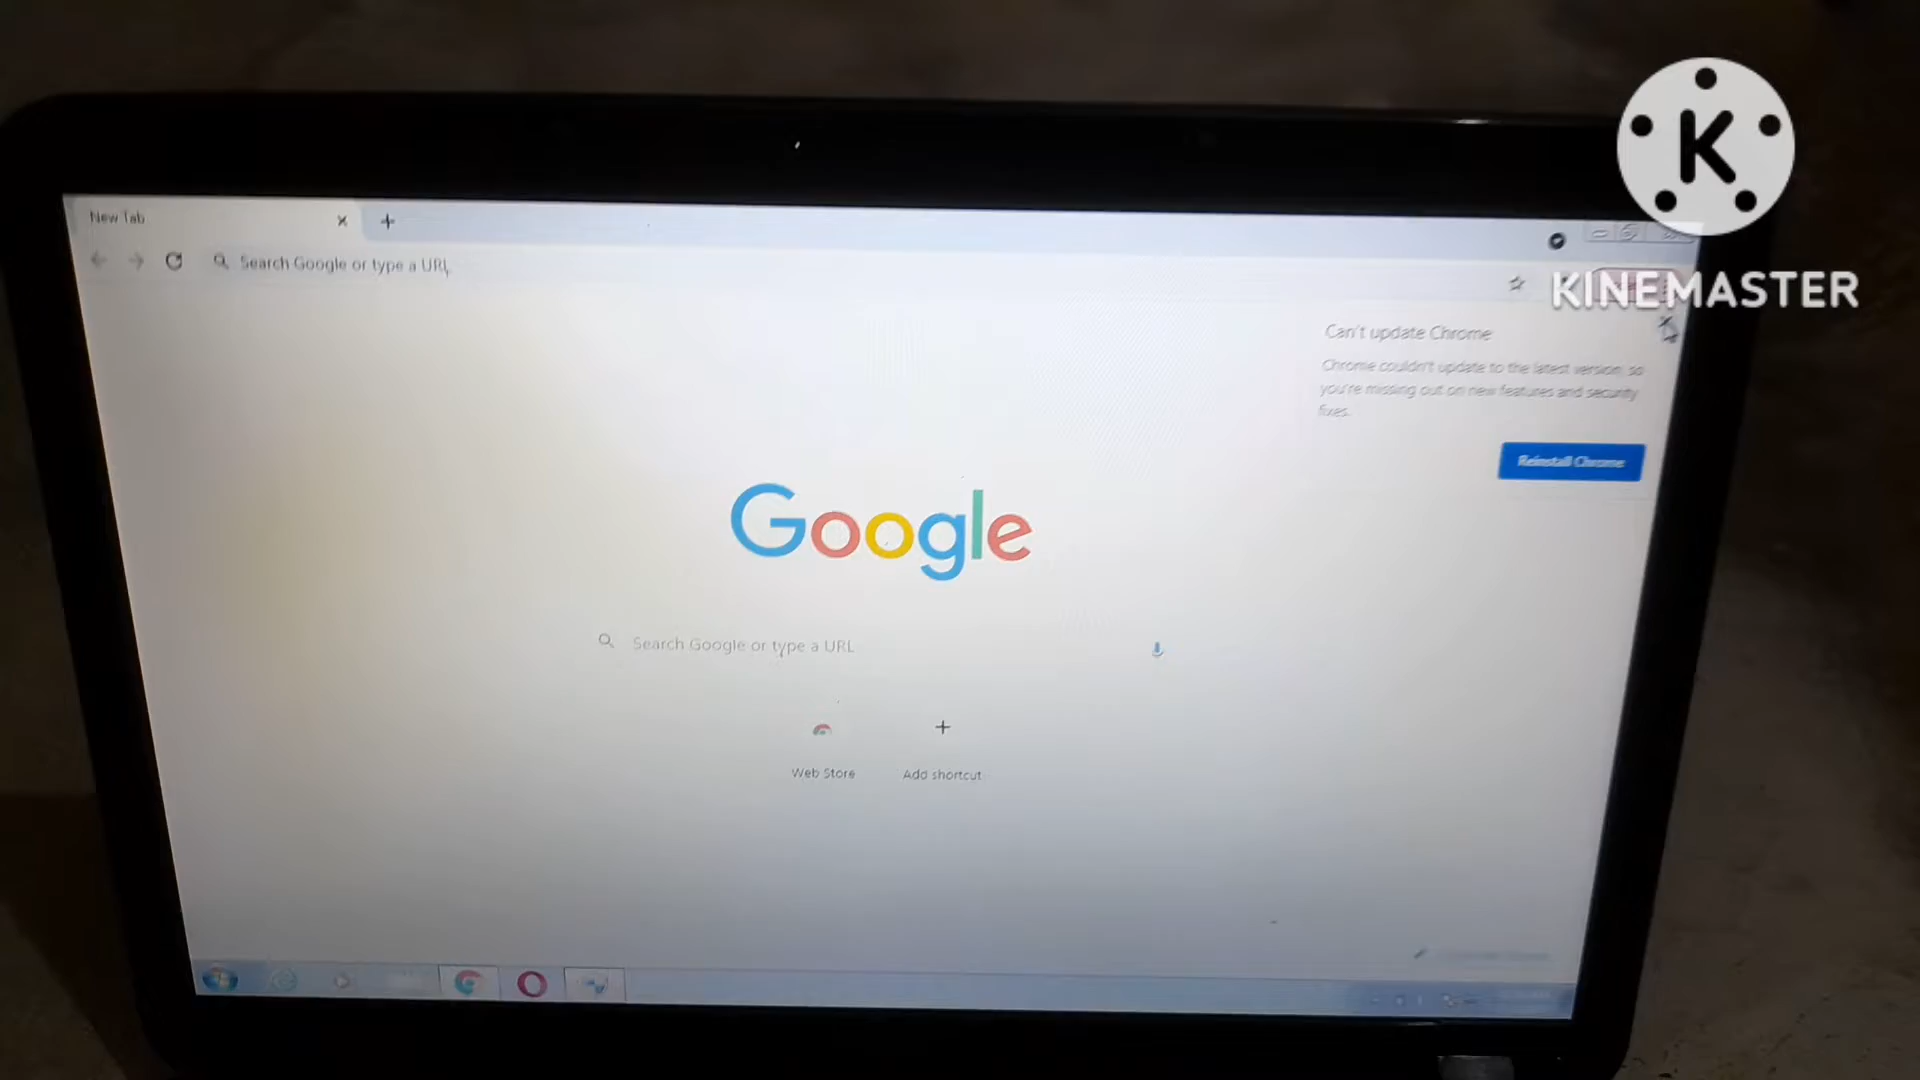 New Tab
Search Google or type a URL
KINEMASTER
Can't update Chrome
Chrome couldn't update to the latest version, so
you're missing out on new features and security
fixes.
Reinstall Chrome
Google
Search Google or type a URL
Web Store
Add shortcut